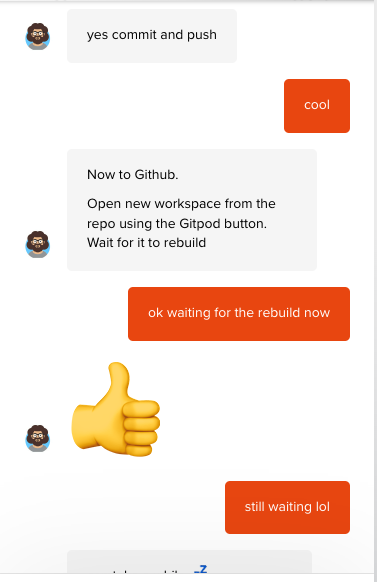 yes commit and push
cool
Now to Github.
Open new workspace from the
repo using the Gitpod button.
Wait for it to rebuild
ok waiting for the rebuild now
still waiting lol